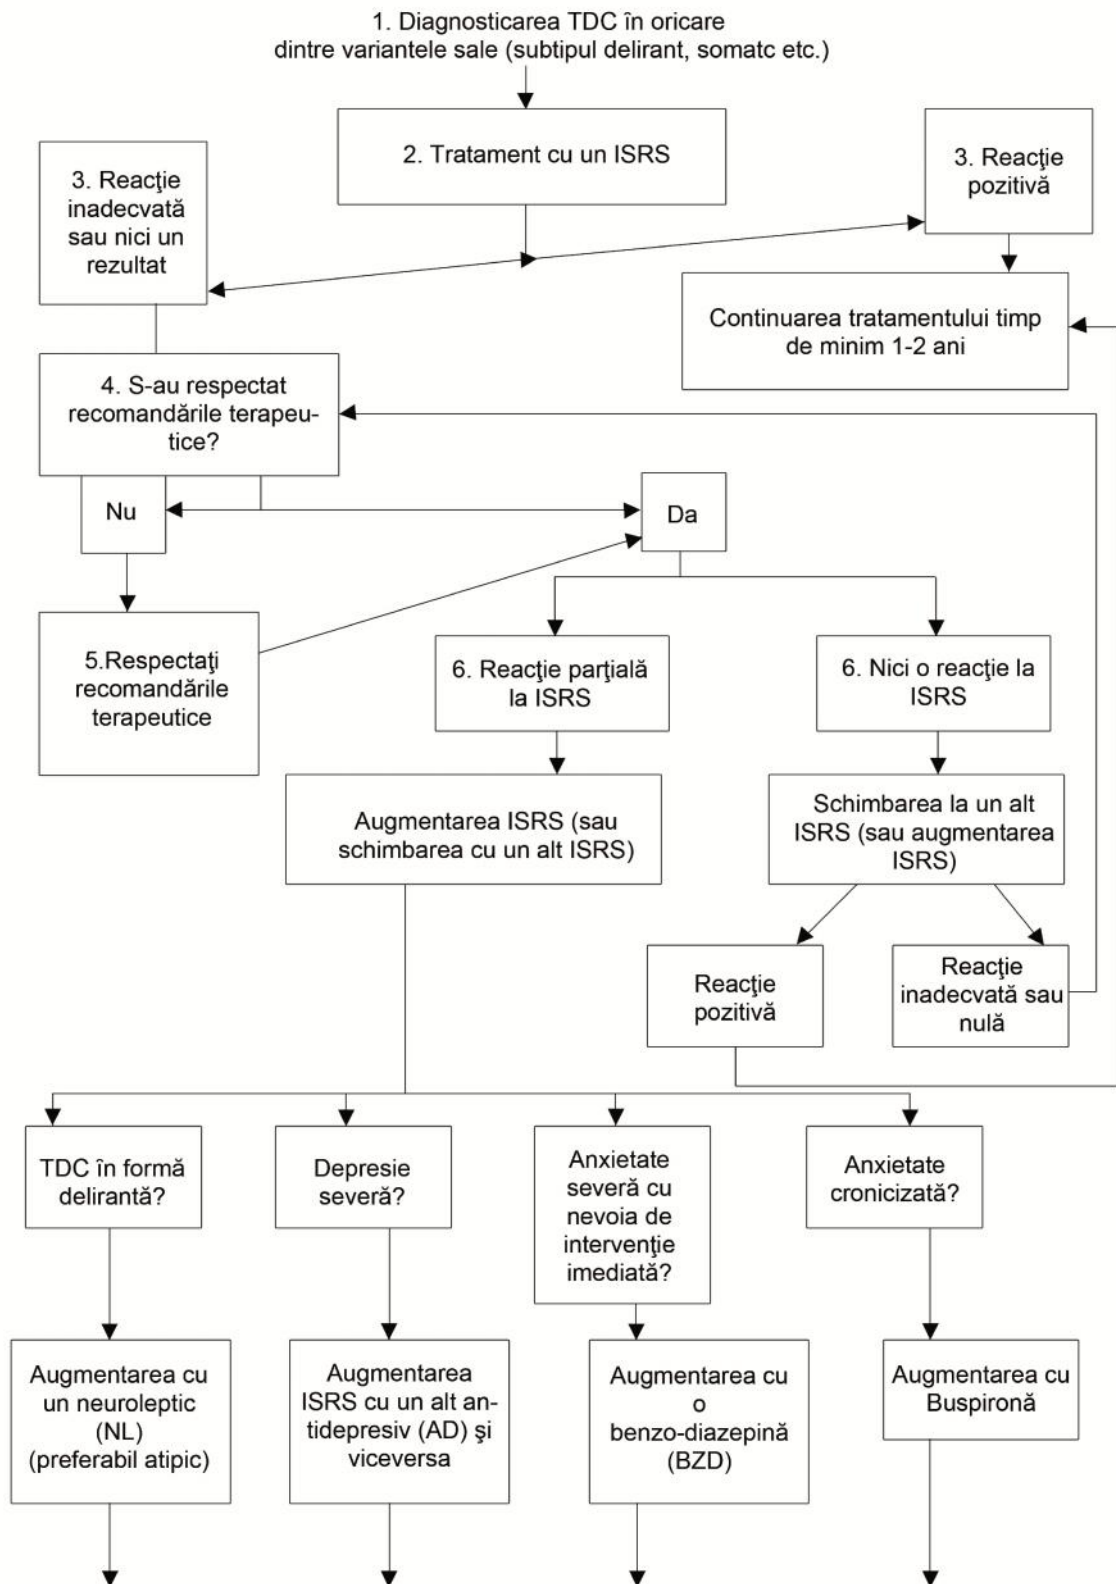 1. Diagnosticarea TDC în oricare
dintre variantele sale (subtipul delirant, somatc etc.)
2. Tratament cu un ISRS
3. Reacţie
inadecvată
sau nici un
rezultat
3. Reacţie
pozitivă
Continuarea tratamentului timp
de minim 1-2 ani
4. S-au respectat
recomandările terapeu-
tice?
Nu
Da
5.Respectaţi
recomandările
terapeutice
6. Reacţie parţială
la ISRS
6. Nici o reacţie la
ISRS
Augmentarea ISRS (sau
schimbarea cu un alt ISRS)
Schimbarea la un alt
ISRS (sau augmentarea
ISRS)
Reacţie
pozitivă
Reacţie
inadecvată sau
nulă
TDC în formă
delirantă?
Depresie
severă?
Anxietate
severă cu
nevoia de
intervenţie
imediată?
Anxietate
cronicizată?
Augmentarea cu
un neuroleptic
(NL)
(preferabil atipic)
Augmentarea
ISRS cu un alt an-
tidepresiv (AD) şi
viceversa
Augmentarea cu
o
benzo-diazepină
(BZD)
Augmentarea cu
Buspironă